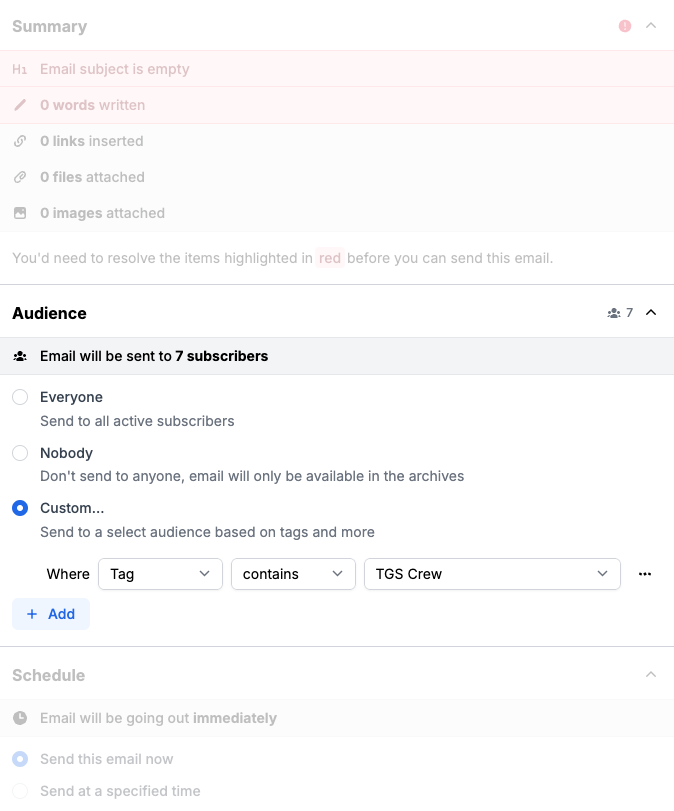 Summary
H1 Email subject is empty
0 words written
0 links inserted
0 files attached
0 images attached
You'd need to resolve the items highlighted in red before you can send this email.
Audience 7
Email will be sent to 7 subscribers
Everyone
Send to all active subscribers
Nobody
Don't send to anyone, email will only be available in the archives
Custom...
Send to a select audience based on tags and more
Where Tag contains TGS Crew
+ Add
Schedule
Email will be going out immediately
Send this email now
Send at a specified time